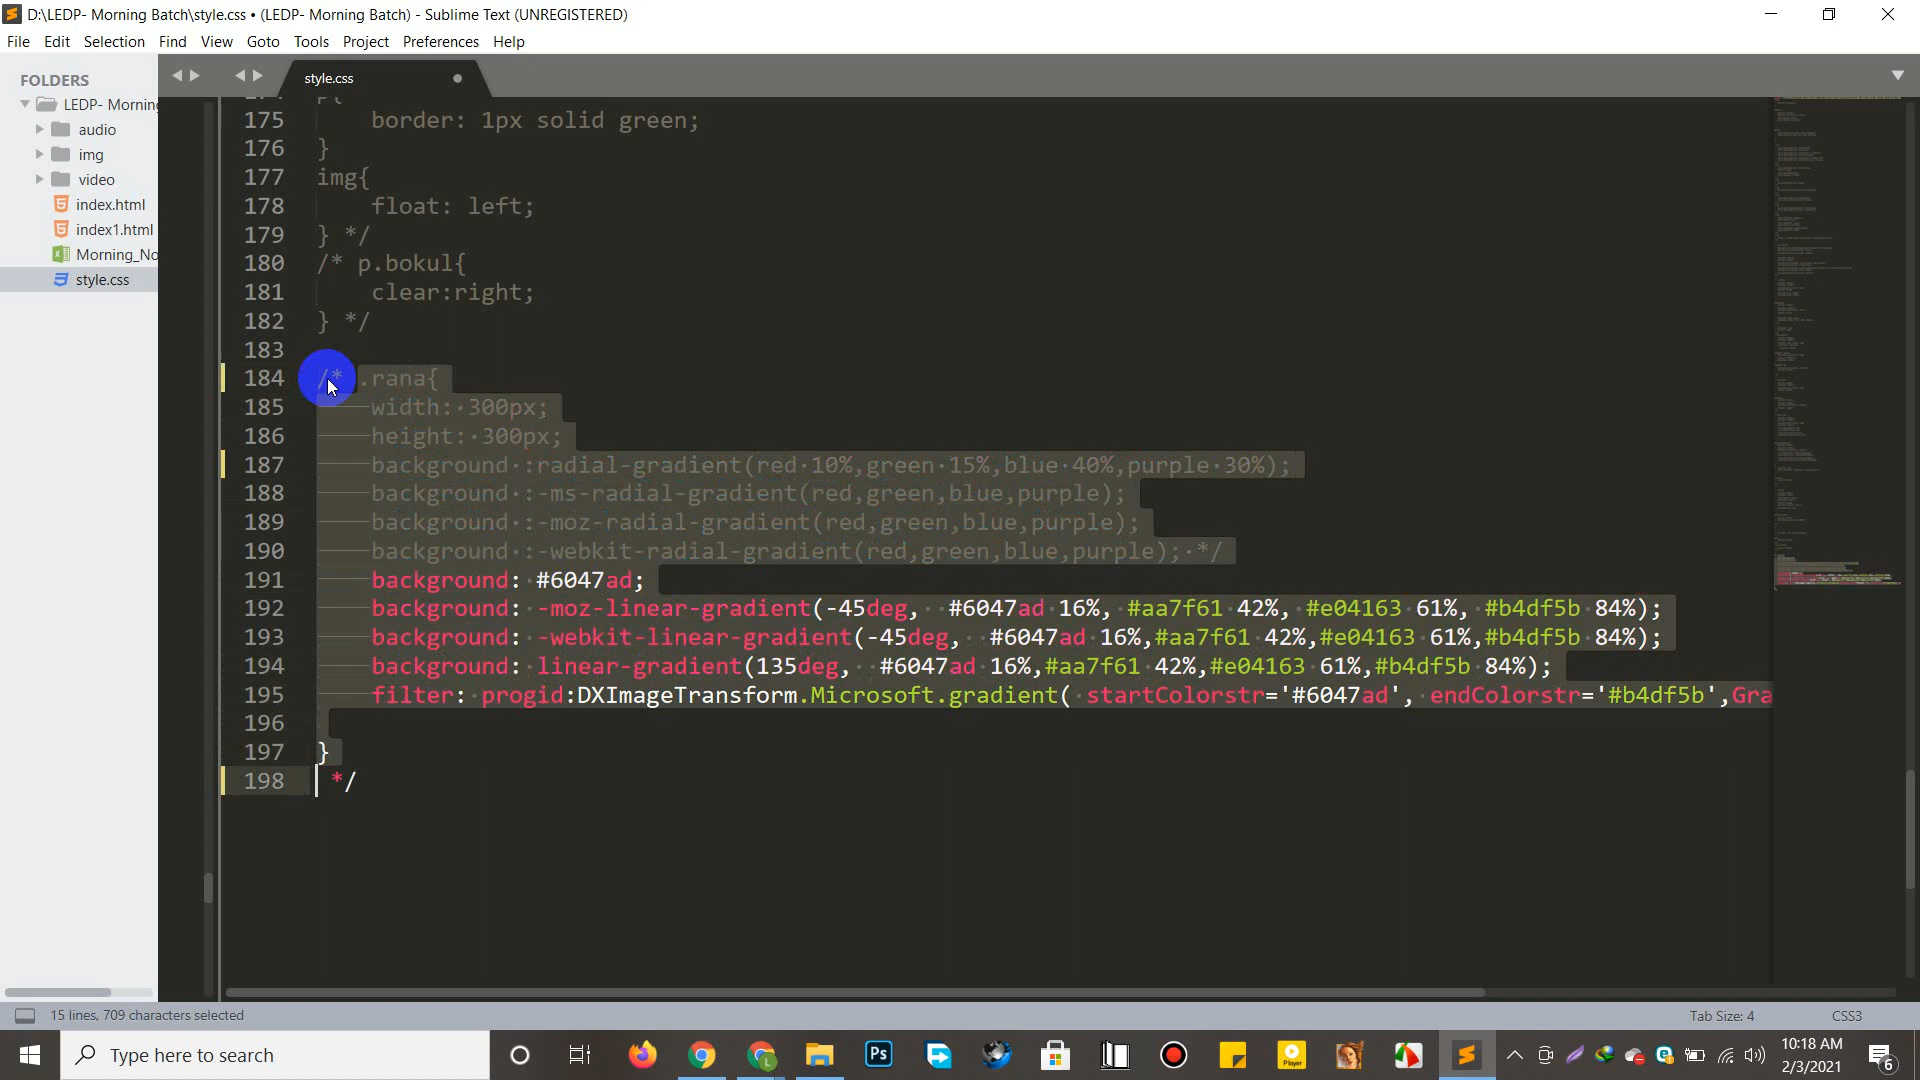 D:\LEDP- Morning Batch\style.css • (LEDP- Morning Batch) - Sublime Text (UNREGISTERED)
File Edit Selection Find View Goto Tools Project Preferences Help
FOLDERS
style.css
LEDP- Morning
audio
img
video
index.html
index1.html
Morning_No
style.css
175 border: 1px solid green;
176 }
177 img{
178 float: left;
179 } */
180 /* p.bokul{
181 clear:right;
182 } */
183
184 /* .rana{
185 width: 300px;
186 height: 300px;
187 background :radial-gradient(red 10%,green 15%,blue 40%,purple 30%);
188 background :-ms-radial-gradient(red,green,blue,purple);
189 background :-moz-radial-gradient(red,green,blue,purple);
190 background :-webkit-radial-gradient(red,green,blue,purple); */
191 background: #6047ad;
192 background: -moz-linear-gradient(-45deg,  #6047ad 16%, #aa7f61 42%, #e04163 61%, #b4df5b 84%);
193 background: -webkit-linear-gradient(-45deg,  #6047ad 16%,#aa7f61 42%,#e04163 61%,#b4df5b 84%);
194 background: linear-gradient(135deg,  #6047ad 16%,#aa7f61 42%,#e04163 61%,#b4df5b 84%);
195 filter: progid:DXImageTransform.Microsoft.gradient( startColorstr='#6047ad', endColorstr='#b4df5b',Gra
196
197 }
198 */
15 lines, 709 characters selected
Tab Size: 4
CSS3
Type here to search
Ps
Player
10:18 AM
2/3/2021
6